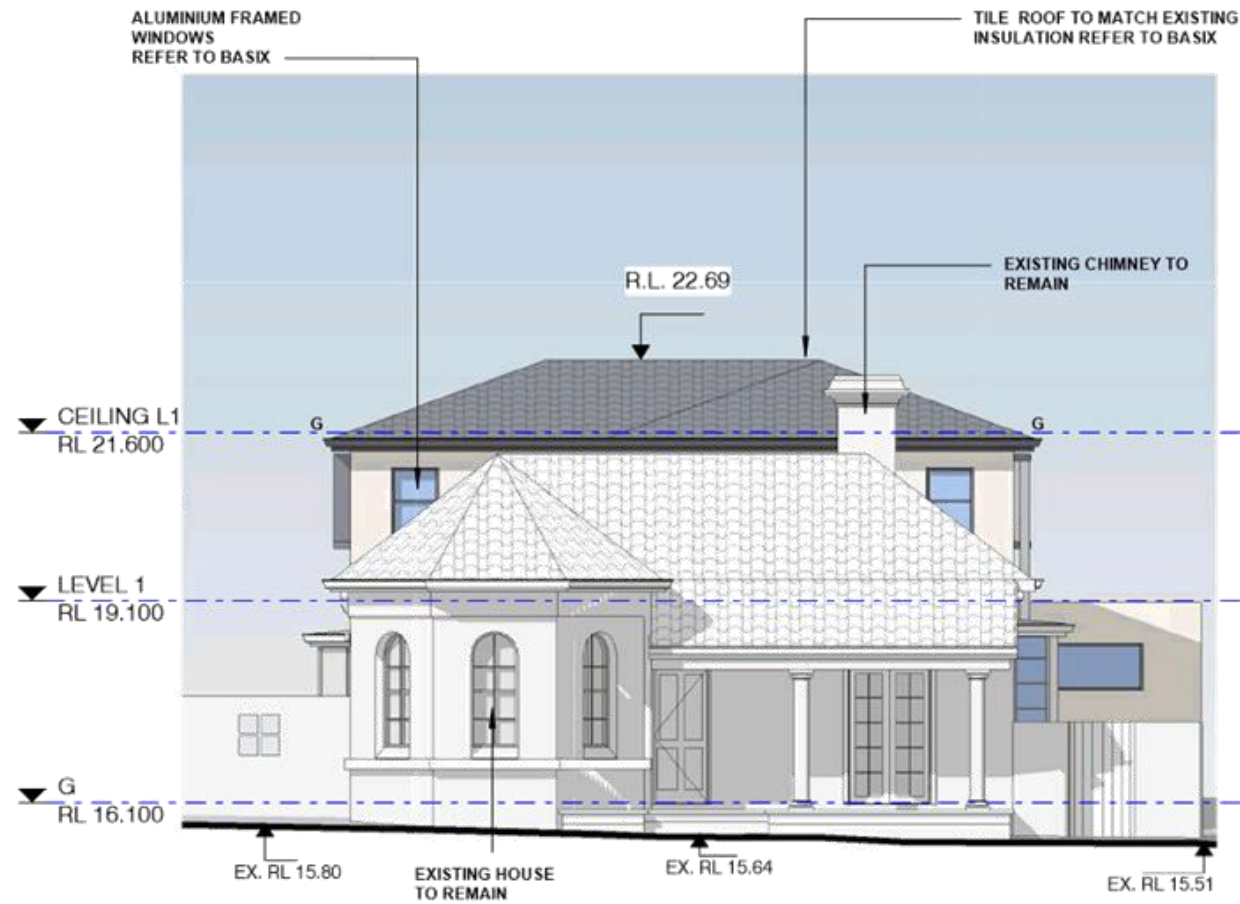 ALUMINIUM FRAMED
WINDOWS
REFER TO BASIX
TILE ROOF TO MATCH EXISTING
INSULATION REFER TO BASIX
EXISTING CHIMNEY TO
REMAIN
R.L. 22.69
CEILING L1
RL 21.600
G
G
LEVEL 1
RL 19.100
G
RL 16.100
EX. RL 15.80
EXISTING HOUSE
TO REMAIN
EX. RL 15.64
EX. RL 15.51